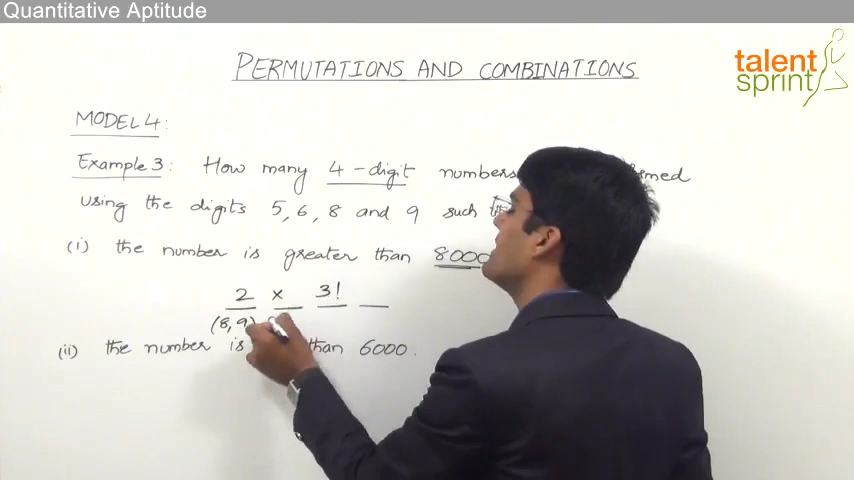 Quantitative Aptitude
talent
sprint
PERMUTATIONS AND COMBINATIONS
MODEL 4:
Example 3: How many 4-digit numbers
using the digits 5, 6, 8 and 9 such
(i) the number is greater than 8000
2 x 3!
(8,9)
(ii) the number is than 6000.